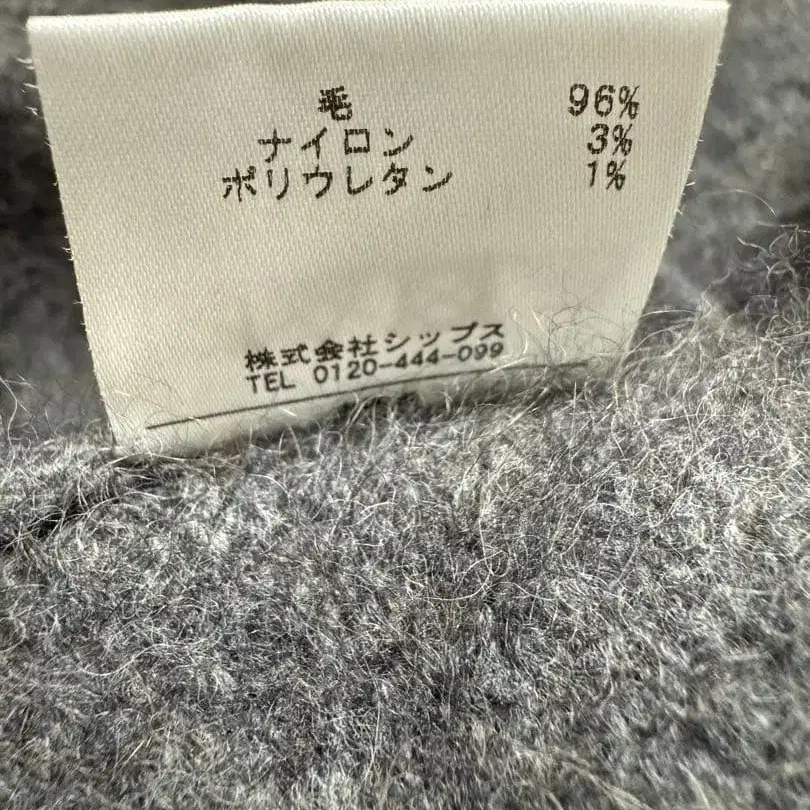 毛 96%
ナイロン 3%
ポリウレタン 1%
株式会社シップス
TEL 0120-444-099